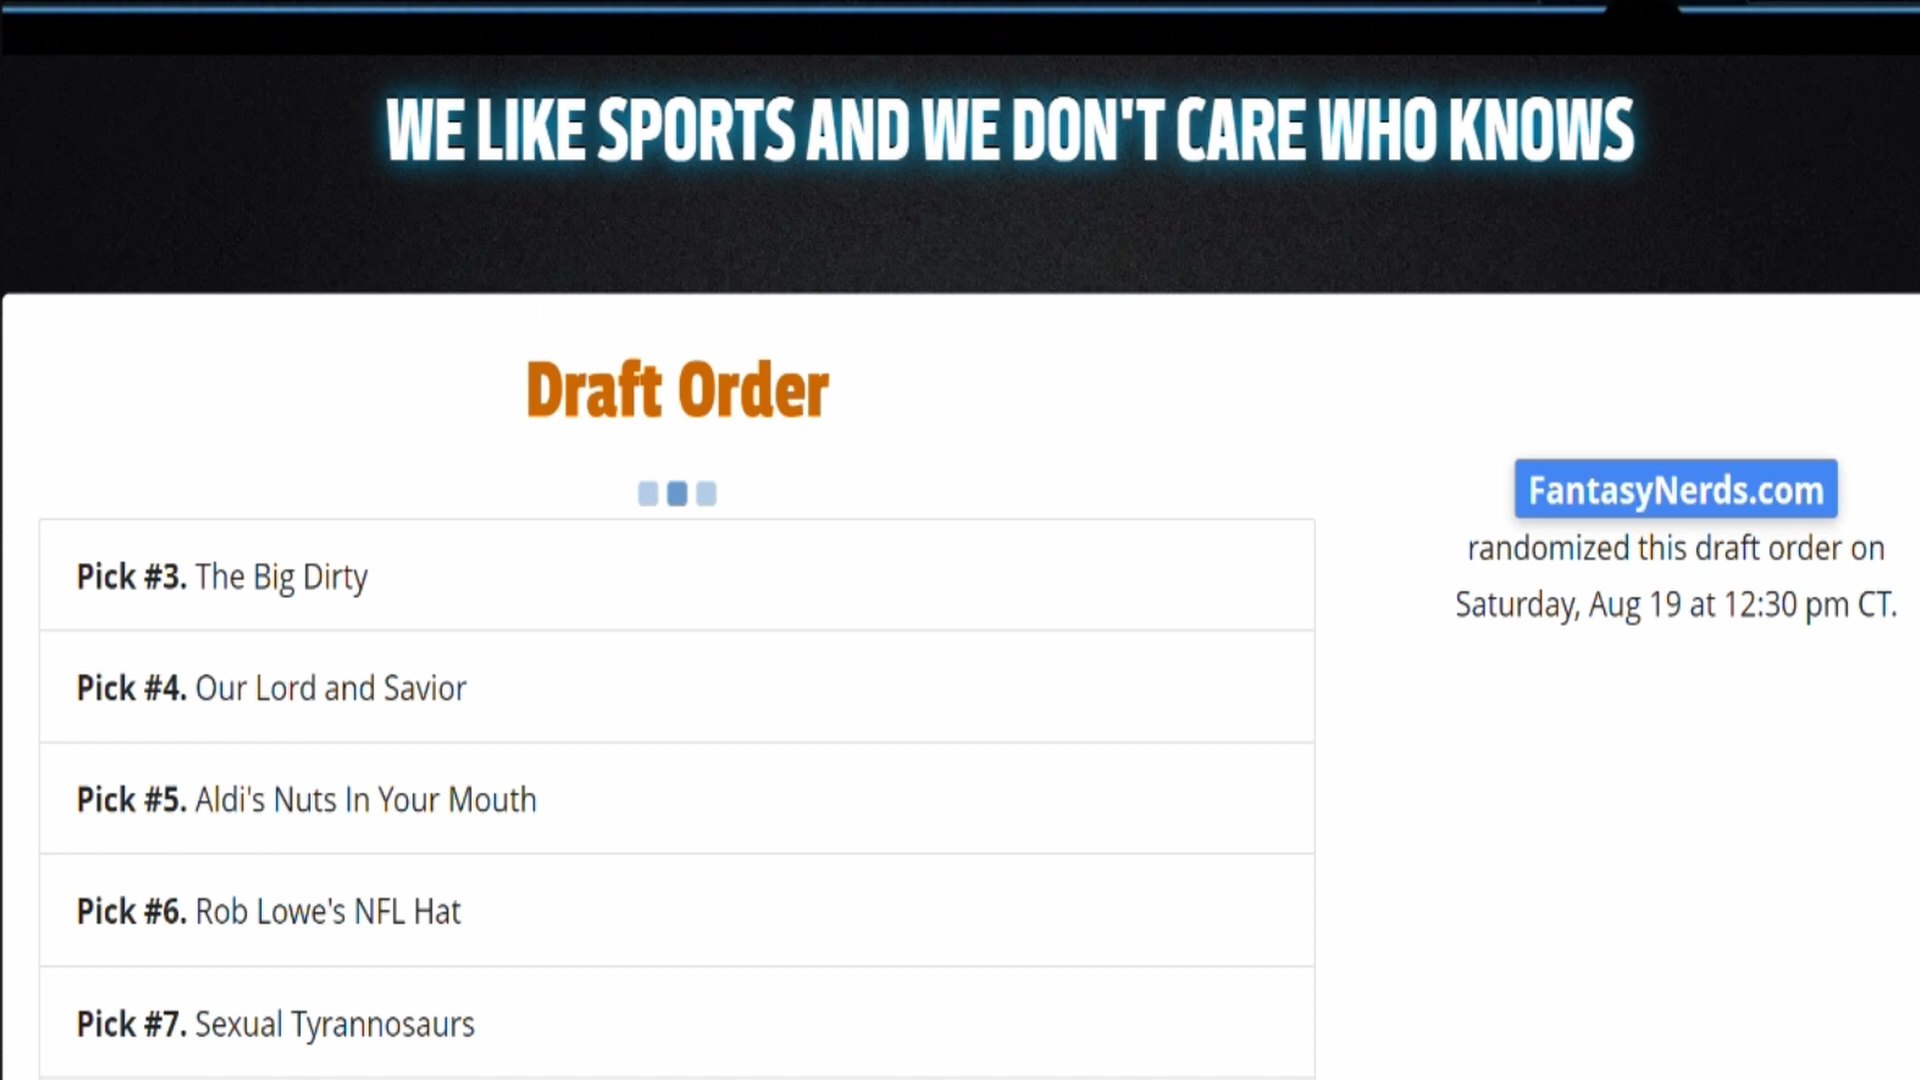 WE LIKE SPORTS AND WE DON'T CARE WHO KNOWS
Draft Order
Pick #3. The Big Dirty
Pick #4. Our Lord and Savior
Pick #5. Aldi's Nuts In Your Mouth
Pick #6. Rob Lowe's NFL Hat
Pick #7. Sexual Tyrannosaurs
FantasyNerds.com
randomized this draft order on
Saturday, Aug 19 at 12:30 pm CT.